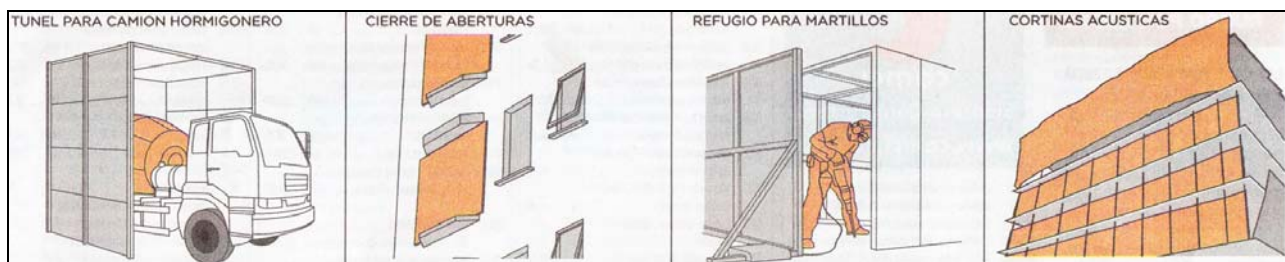 TUNEL PARA CAMION HORMIGONERO
CIERRE DE ABERTURAS
REFUGIO PARA MARTILLOS
CORTINAS ACUSTICAS